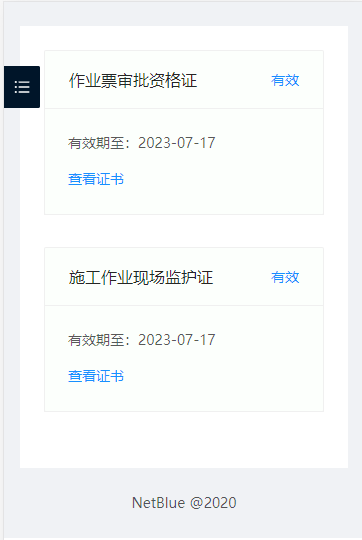 作业票审批资格证 有效
有效期至：2023-07-17
查看证书
施工作业现场监护证 有效
有效期至：2023-07-17
查看证书
NetBlue @2020